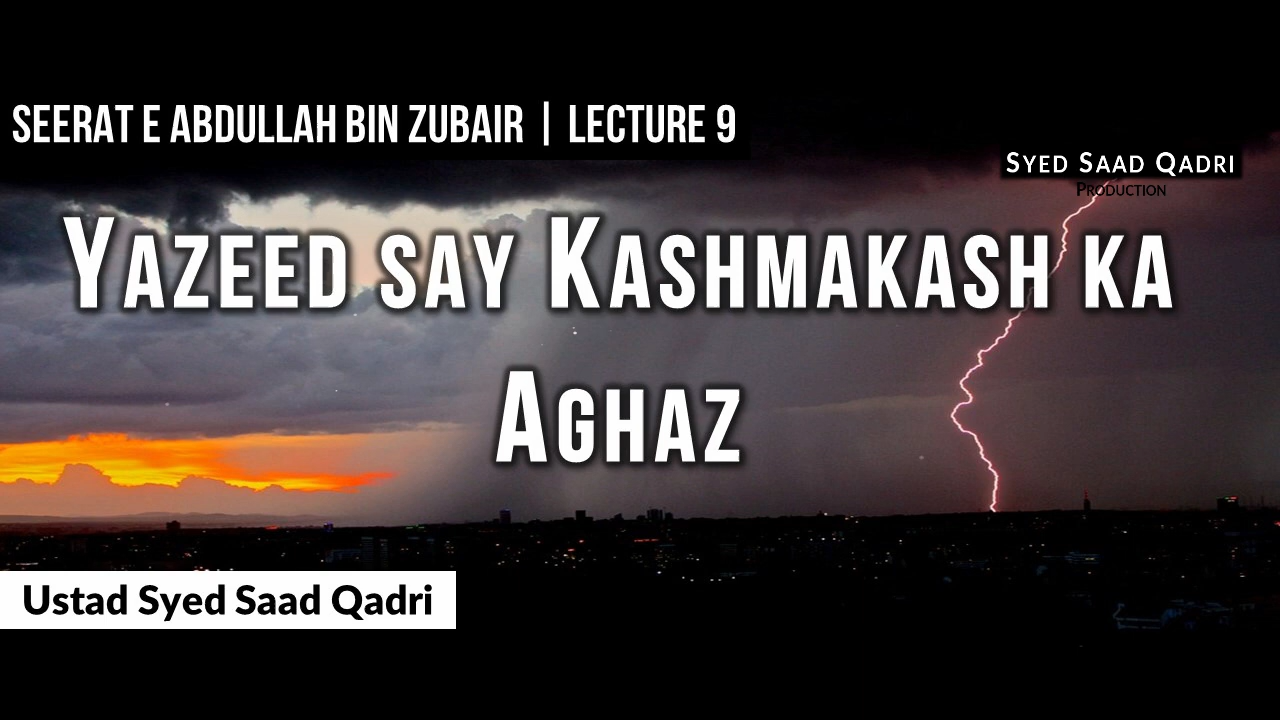 SEERAT E ABDULLAH BIN ZUBAIR | LECTURE 9
SYED SAAD QADRI
PRODUCTION
YAZEED SAY KASHMAKASH KA
AGHAZ
Ustad Syed Saad Qadri